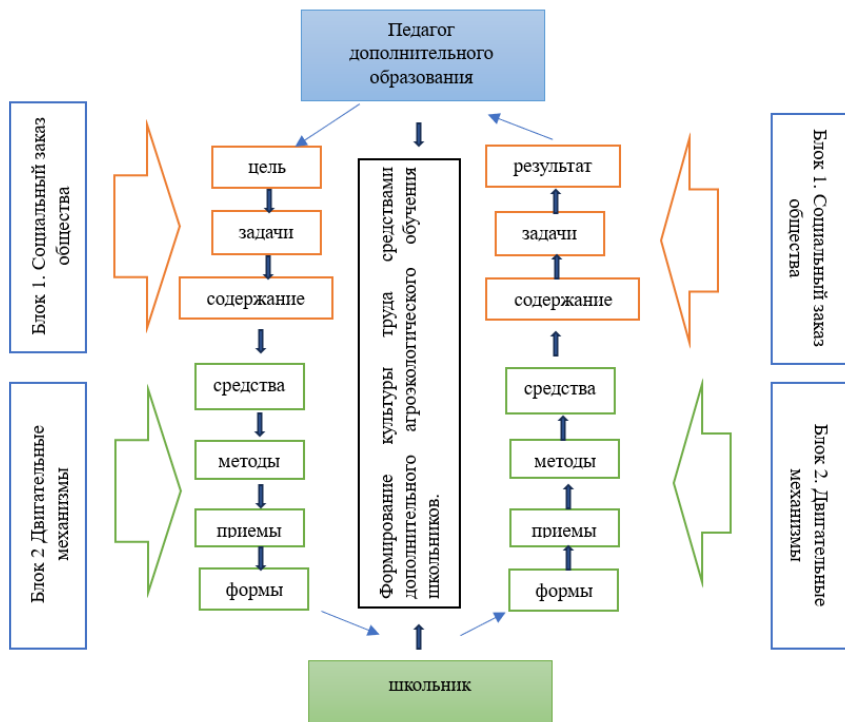 Педагог
дополнительного
образования
Блок 1. Социальный заказ
общества
цель
задачи
содержание
Блок 2 Двигательные
механизмы
средства
методы
приемы
формы
Формирование культуры труда средствами
дополнительного агроэкологического обучения
школьников.
результат
задачи
содержание
средства
методы
приемы
формы
Блок 1. Социальный заказ
общества
Блок 2. Двигательные
механизмы
школьник